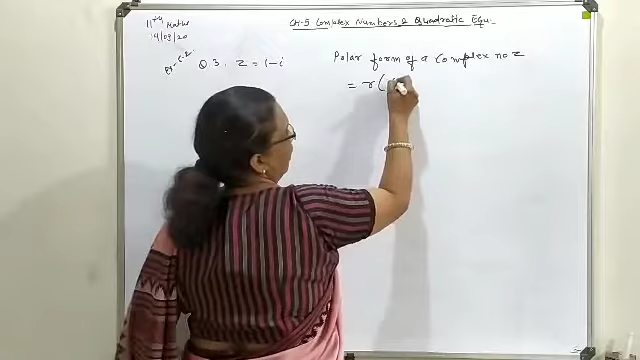 CH-5 Complex Numbers & Quadratic Equ.
11th Maths
14/09/20
Ex-5.2
Q.3. z = 1-i
Polar form of a complex no z
= r(